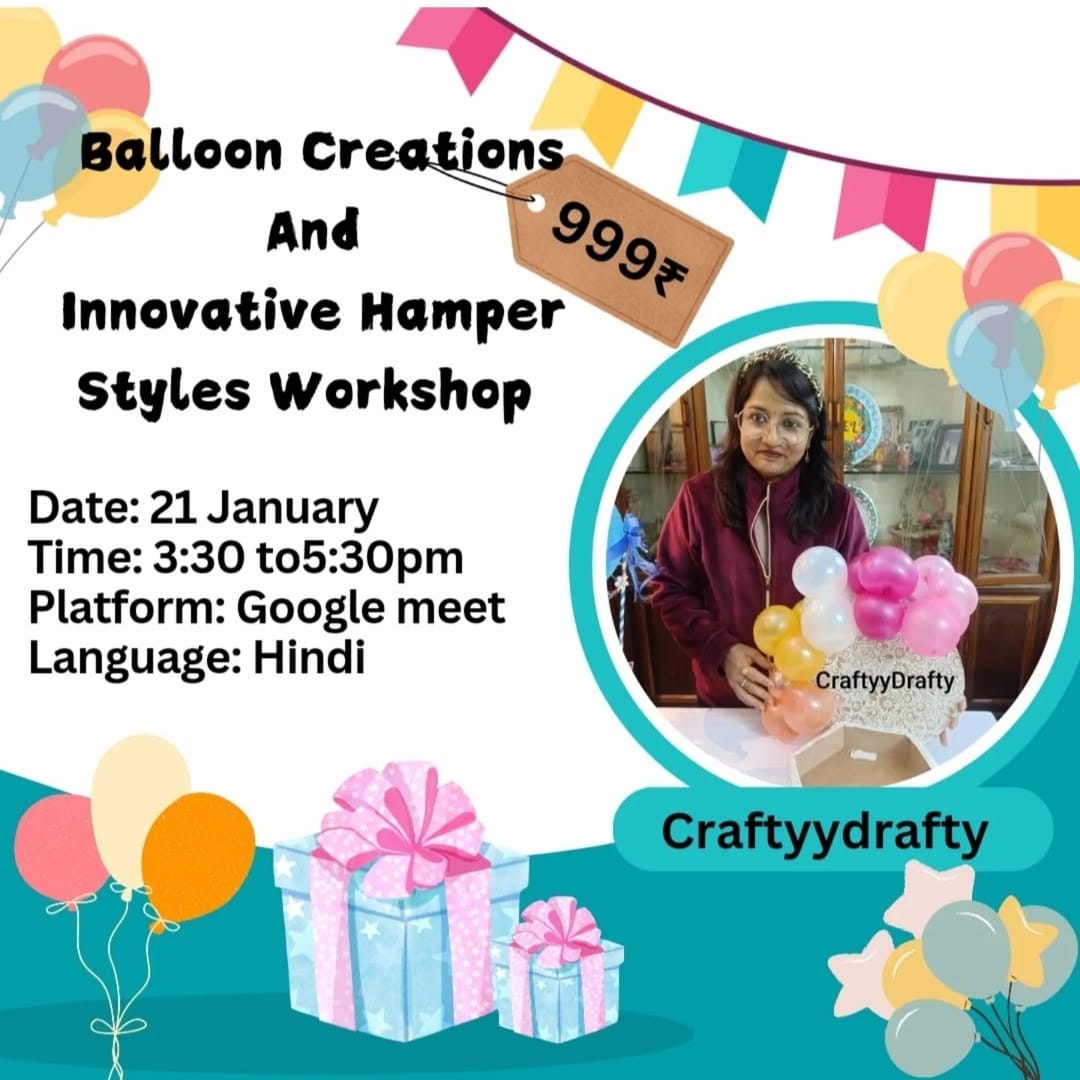 Balloon Creations
And
Innovative Hamper
Styles Workshop
999₹
Date: 21 January
Time: 3:30 to5:30pm
Platform: Google meet
Language: Hindi
CraftyyDrafty
Craftyydrafty